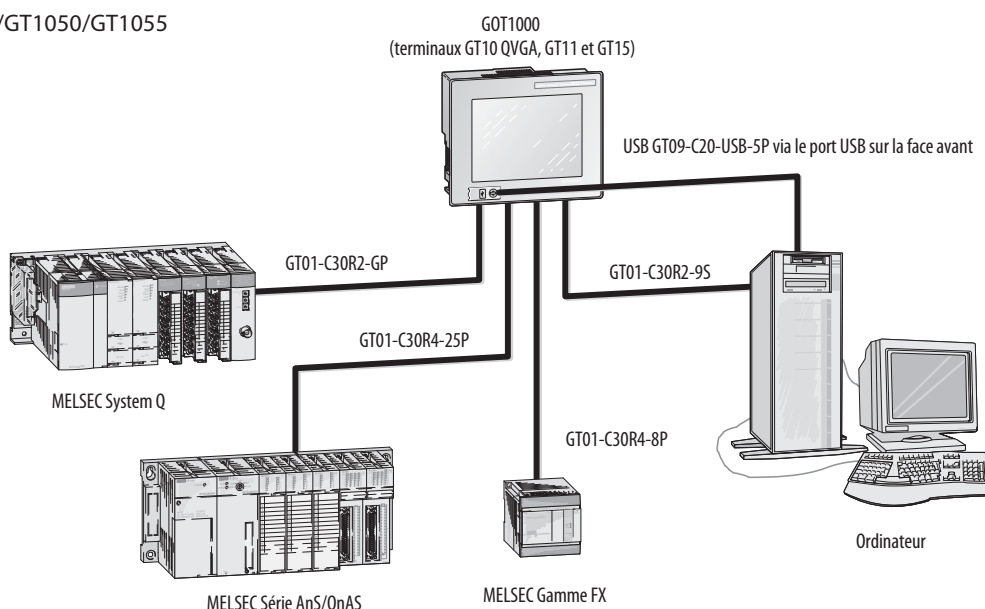 /GT1050/GT1055
GOT1000
(terminaux GT10 QVGA, GT11 et GT15)
USB GT09-C20-USB-5P via le port USB sur la face avant
GT01-C30R2-GP
GT01-C30R2-9S
GT01-C30R4-25P
MELSEC System Q
GT01-C30R4-8P
Ordinateur
MELSEC Gamme FX
MELSEC Série AnS/QnAS